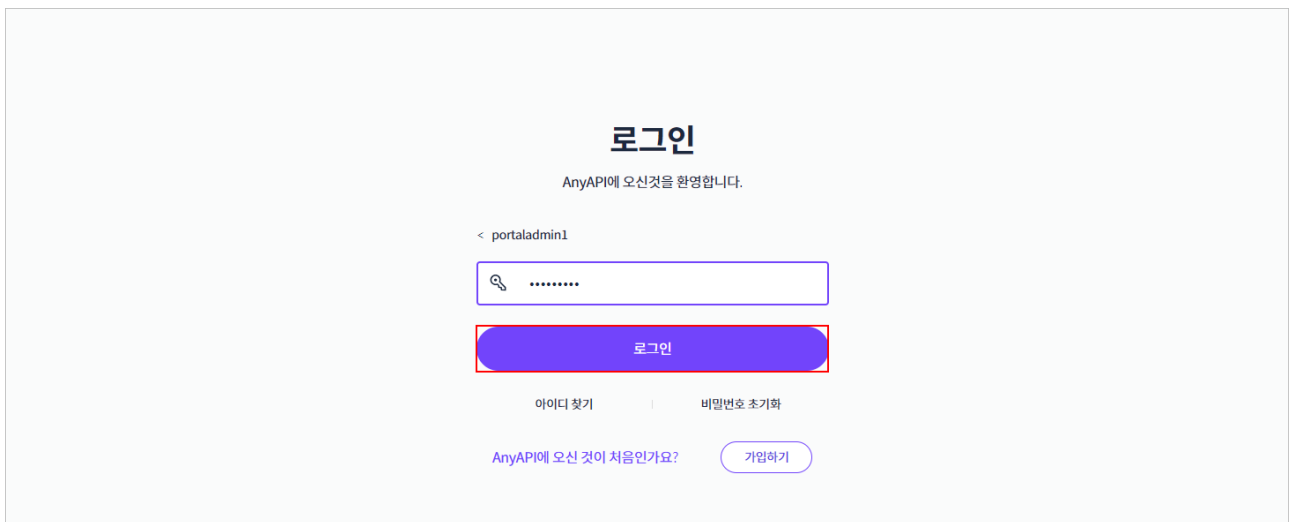 로그인
AnyAPI에 오신것을 환영합니다.
< portaladmin1
•••••••••
로그인
아이디 찾기 | 비밀번호 초기화
AnyAPI에 오신 것이 처음인가요? 가입하기